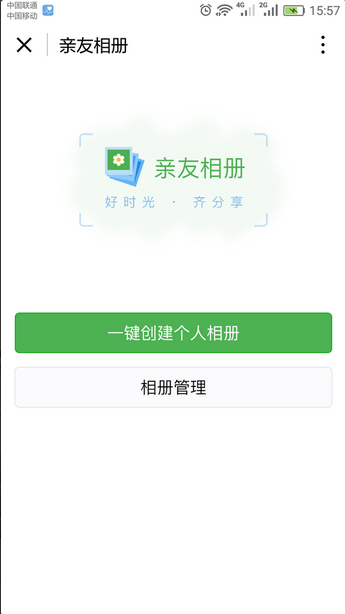 中国联通
中国移动
4G 2G 15:57
亲友相册
亲友相册
好时光 · 齐分享
一键创建个人相册
相册管理